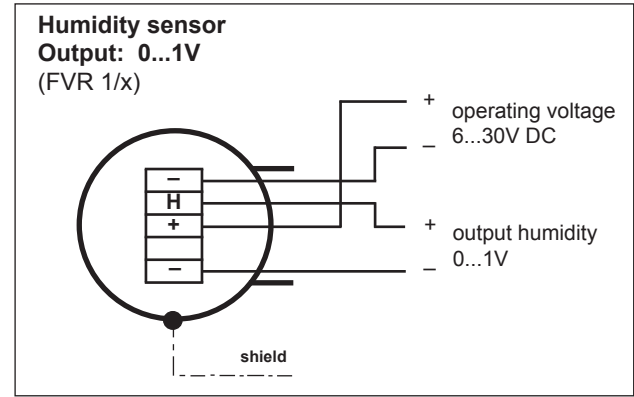 Humidity sensor
Output: 0...1V
(FVR 1/x)
+
operating voltage
6...30V DC
–
–
H
+
+
output humidity
0...1V
–
–
shield